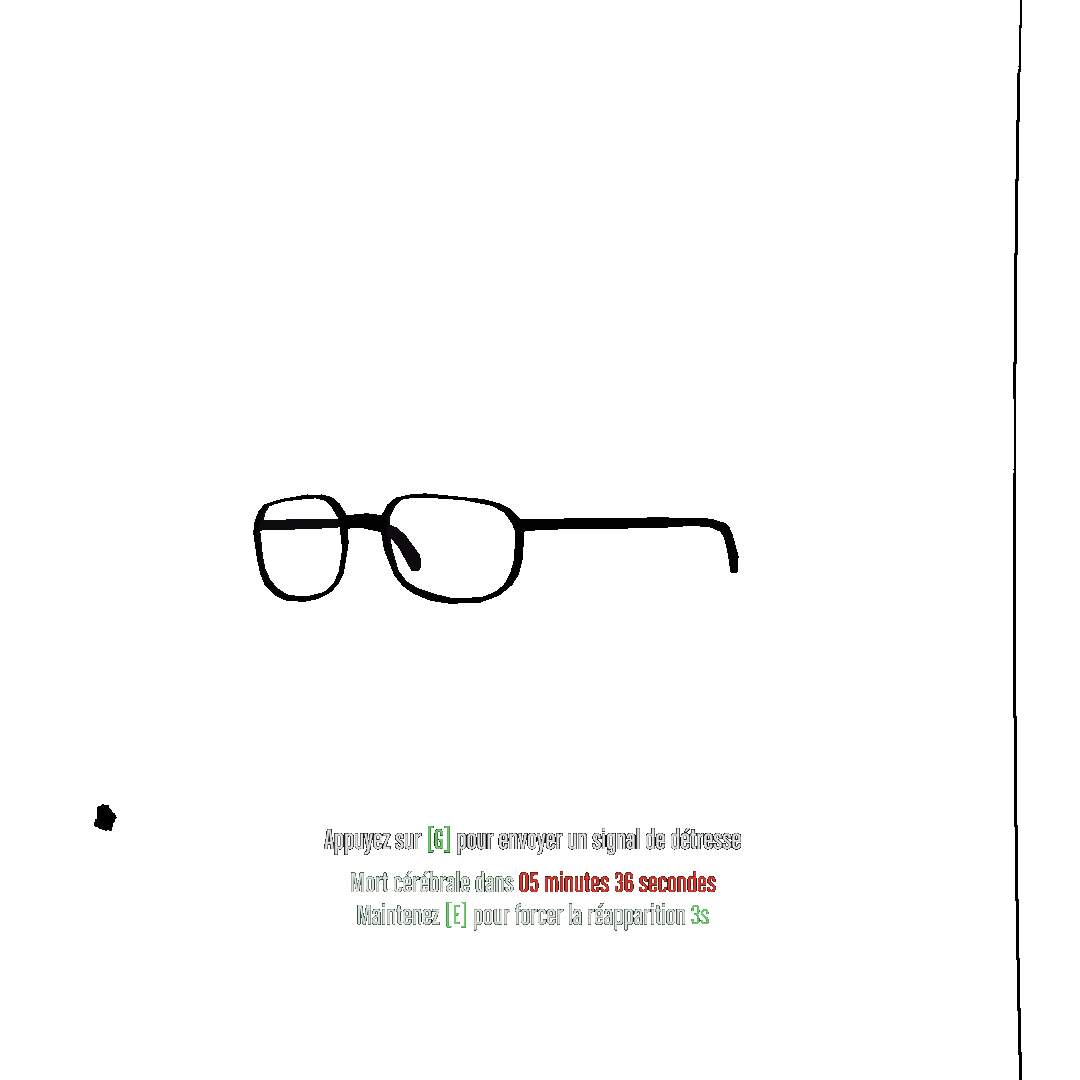 Appuyez sur [G] pour envoyer un signal de détresse
Mort cérébrale dans 05 minutes 36 secondes
Maintenez [E] pour forcer la réapparition 3s